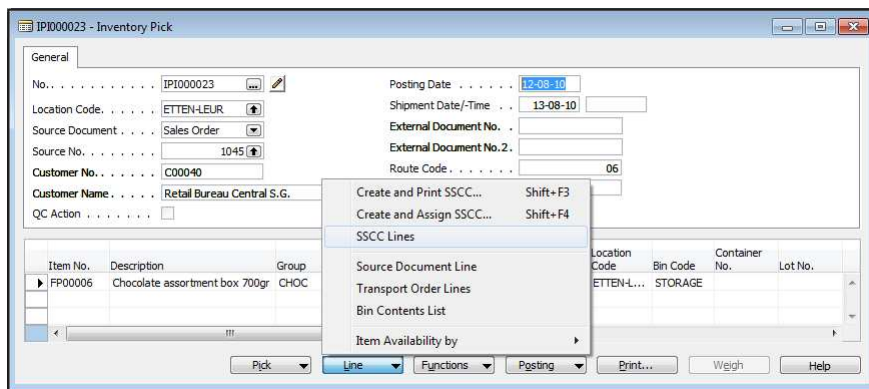 IPI000023 - Inventory Pick
General
No.. . . . . . . . . . . IPI000023 ...
Posting Date . . . . . . 12-08-10
Location Code. . . . . . ETTEN-LEUR
Shipment Date/-Time . . 13-08-10
Source Document . . . . Sales Order
External Document No. .
Source No. . . . . . . . 1045
External Document No.2.
Customer No. . . . . . . C00040
Route Code . . . . . . . 06
Customer Name . . . . . Retail Bureau Central S.G.
QC Action . . . . . . .
Create and Print SSCC... Shift+F3
Create and Assign SSCC... Shift+F4
SSCC Lines
Source Document Line
Transport Order Lines
Bin Contents List
Item Availability by
Item No. Description Group Location Code Bin Code Container No. Lot No.
FP00006 Chocolate assortment box 700gr CHOC ETTEN-L... STORAGE
Pick Line Functions Posting Print... Weigh Help